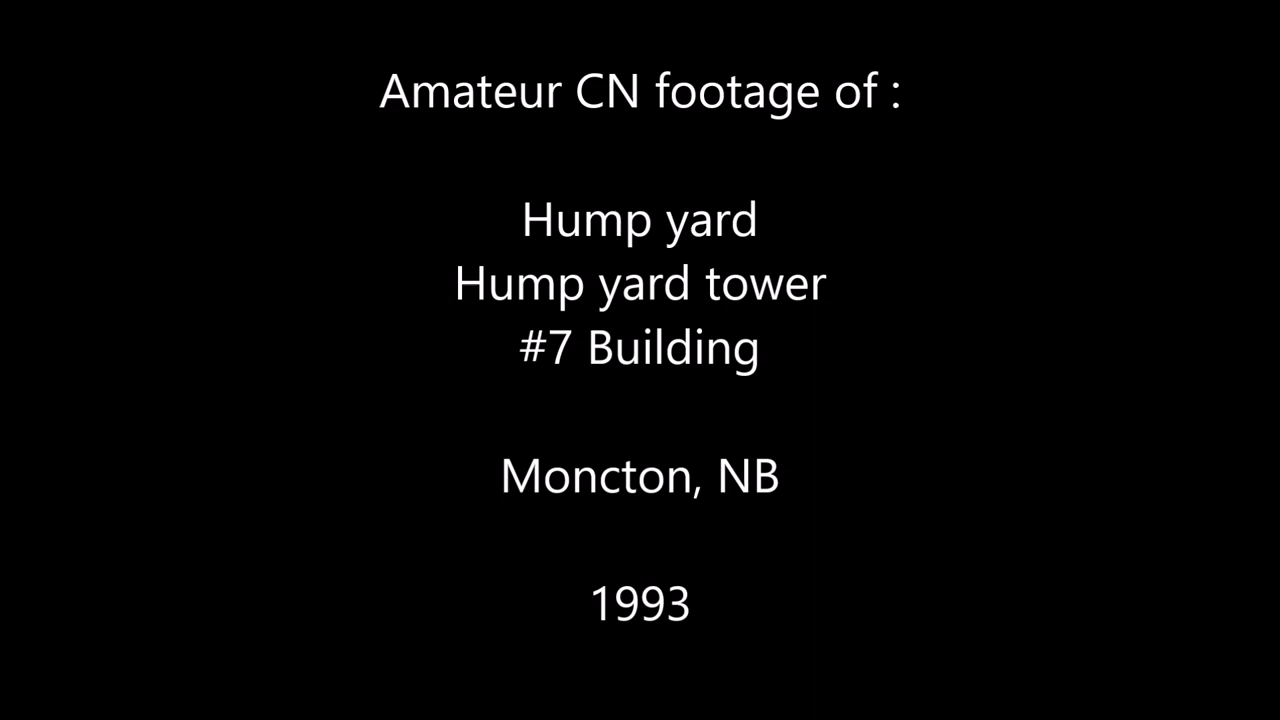 Amateur CN footage of :
Hump yard
Hump yard tower
#7 Building
Moncton, NB
1993